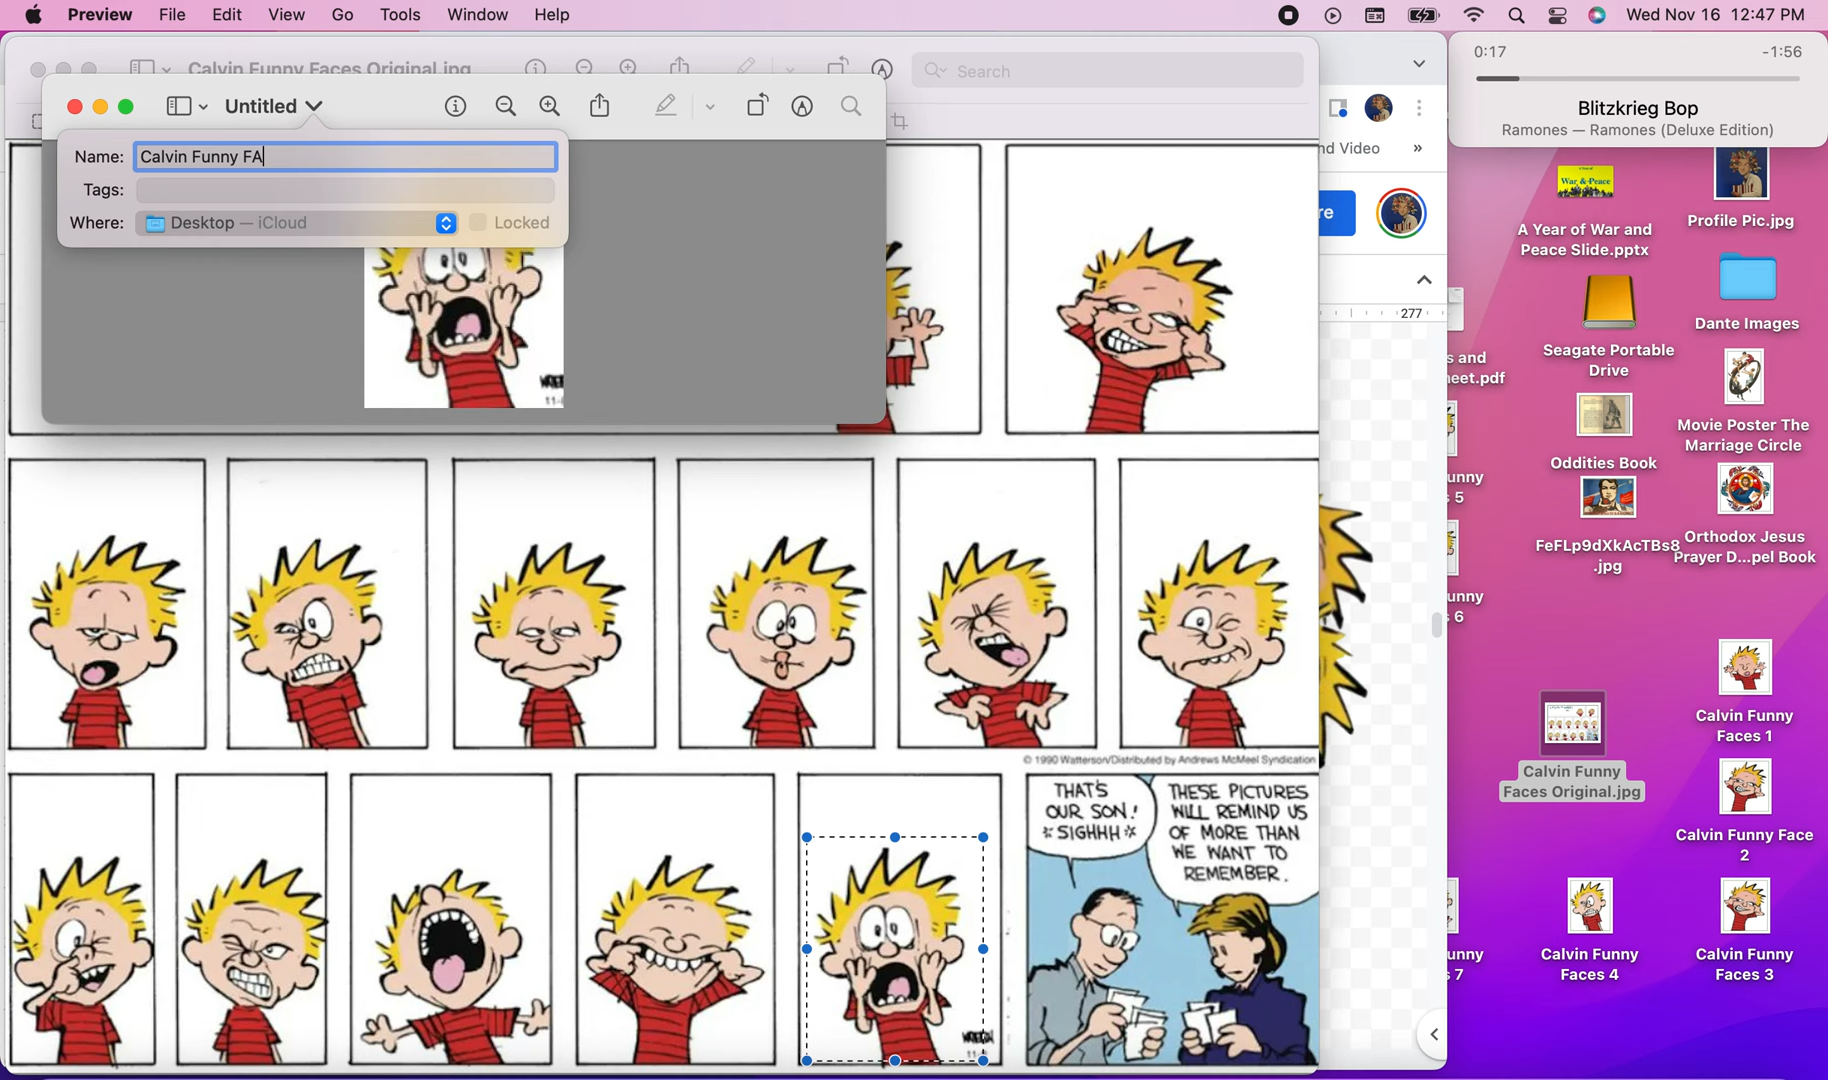 Preview File Edit View Go Tools Window Help
Wed Nov 16 12:47 PM
Calvin Funny Faces Original.jpg
Search
Untitled
Name: Calvin Funny FA
Tags:
Where: Desktop — iCloud Locked
0:17 -1:56
Blitzkrieg Bop
Ramones — Ramones (Deluxe Edition)
nd Video »
re
277
War & Peace
A Year of War and
Peace Slide.pptx
Profile Pic.jpg
Seagate Portable
Drive
Dante Images
s and
neet.pdf
Oddities Book
Movie Poster The
Marriage Circle
unny
s 5
FeFLp9dXkAcTBs8
.jpg
Orthodox Jesus
Prayer D...pel Book
unny
s 6
Calvin Funny
Faces Original.jpg
Calvin Funny
Faces 1
Calvin Funny Face
2
unny
s 7
Calvin Funny
Faces 4
Calvin Funny
Faces 3
© 1990 Watterson/Distributed by Andrews McMeel Syndication
THAT'S
OUR SON!
*SIGHHH*
THESE PICTURES
WILL REMIND US
OF MORE THAN
WE WANT TO
REMEMBER.